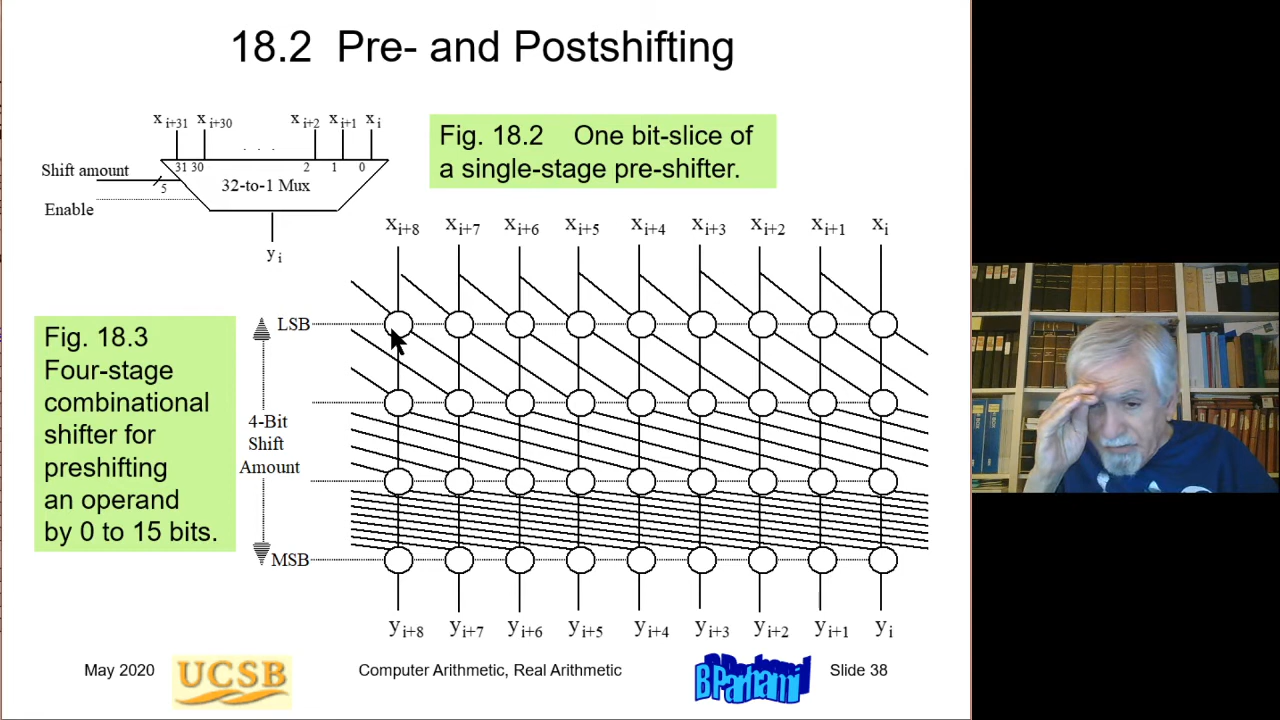 18.2 Pre- and Postshifting
x i+31 x i+30 x i+2 x i+1 x i
. . .
31 30 2 1 0
Shift amount
5
32-to-1 Mux
Enable
y i
Fig. 18.2 One bit-slice of
a single-stage pre-shifter.
x i+8 x i+7 x i+6 x i+5 x i+4 x i+3 x i+2 x i+1 x i
LSB
Fig. 18.3
Four-stage
combinational
shifter for
preshifting
an operand
by 0 to 15 bits.
4-Bit
Shift
Amount
MSB
y i+8 y i+7 y i+6 y i+5 y i+4 y i+3 y i+2 y i+1 y i
May 2020
UCSB
Computer Arithmetic, Real Arithmetic
B Parhami
Slide 38